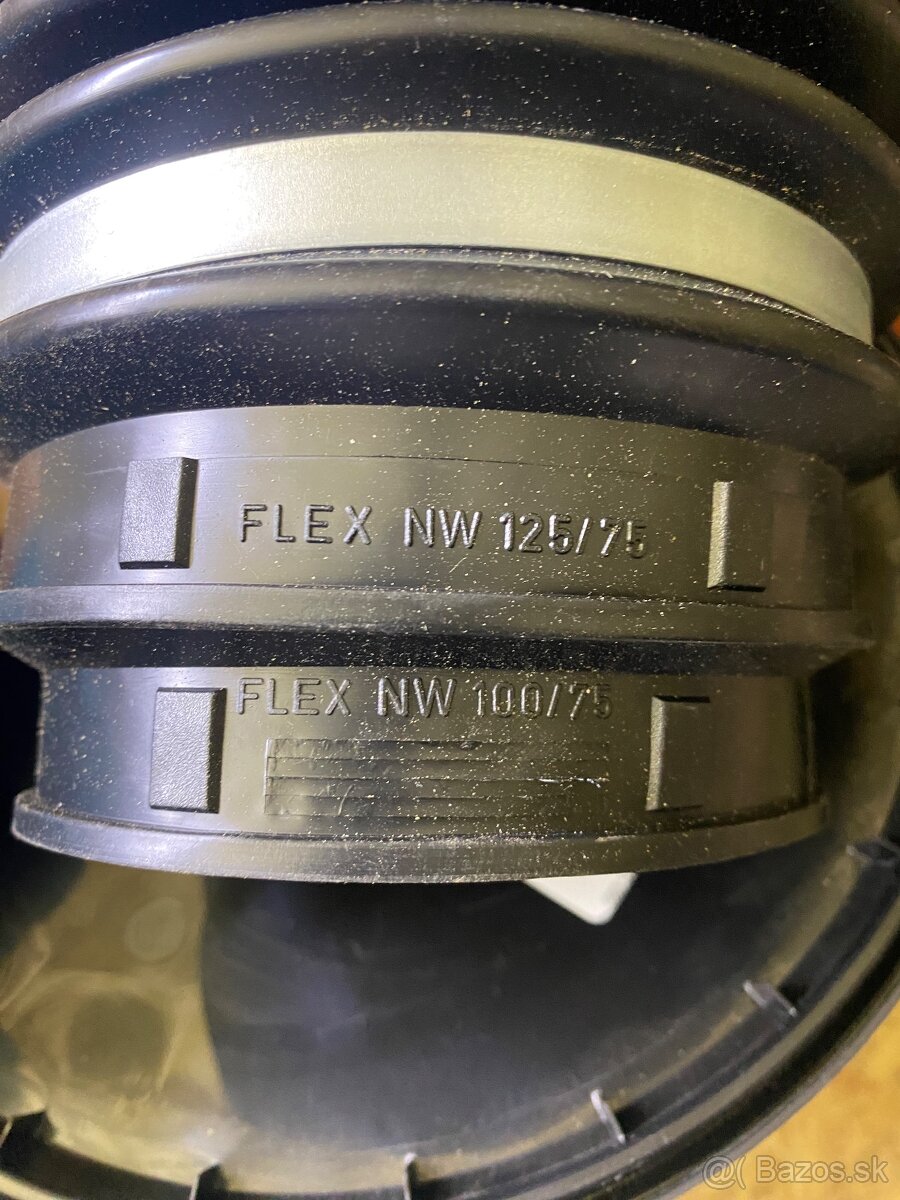 FLEX NW 125/75
FLEX NW 100/75
@( Bazos.sk